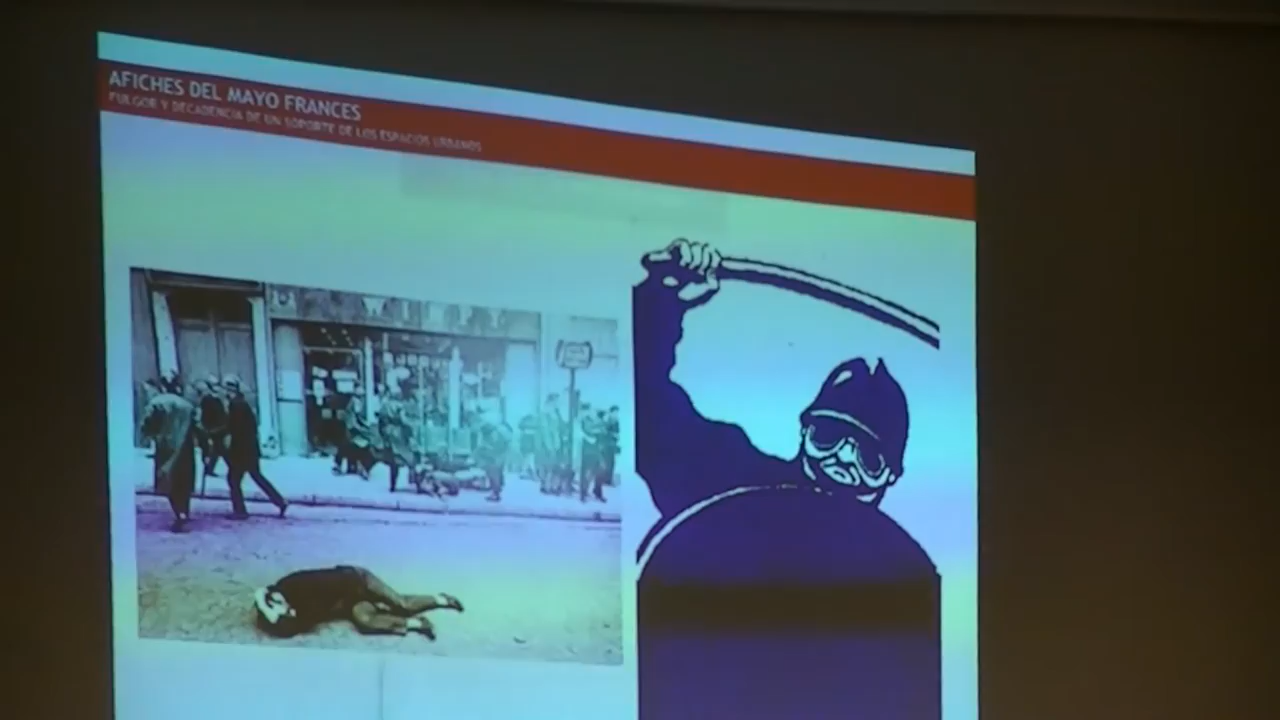 AFICHES DEL MAYO FRANCES
FULGOR Y DECADENCIA DE UN SOPORTE DE LOS ESPACIOS URBANOS